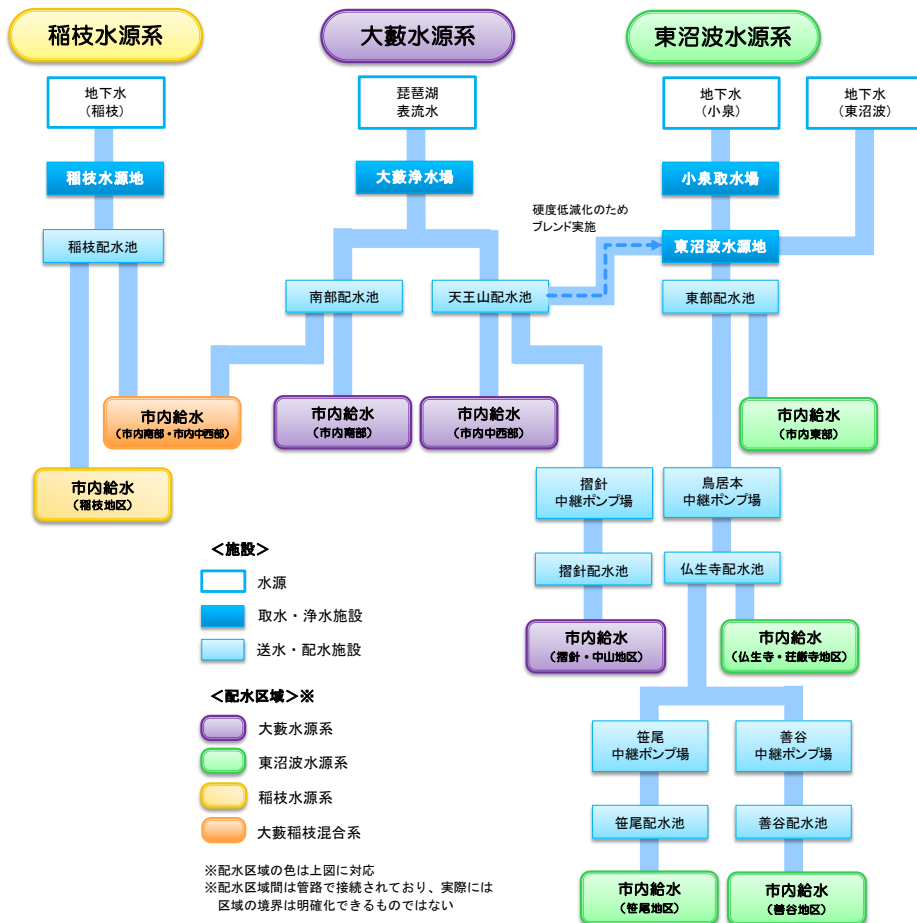 稲枝水源系
大藪水源系
東沼波水源系
地下水
(稲枝)
琵琶湖
表流水
地下水
(小泉)
地下水
(東沼波)
稲枝水源地
大藪浄水場
小泉取水場
硬度低減化のため
ブレンド実施
稲枝配水池
東沼波水源地
南部配水池
天王山配水池
東部配水池
市内給水
(市内南部・市内中西部)
市内給水
(市内南部)
市内給水
(市内中西部)
市内給水
(市内東部)
市内給水
(稲枝地区)
摺針
中継ポンプ場
鳥居本
中継ポンプ場
摺針配水池
仏生寺配水池
市内給水
(摺針・中山地区)
市内給水
(仏生寺・荘厳寺地区)
笹尾
中継ポンプ場
善谷
中継ポンプ場
笹尾配水池
善谷配水池
市内給水
(笹尾地区)
市内給水
(善谷地区)
<施設>
水源
取水・浄水施設
送水・配水施設
<配水区域>※
大藪水源系
東沼波水源系
稲枝水源系
大藪稲枝混合系
※配水区域の色は上図に対応
※配水区域間は管路で接続されており、実際には
区域の境界は明確化できるものではない